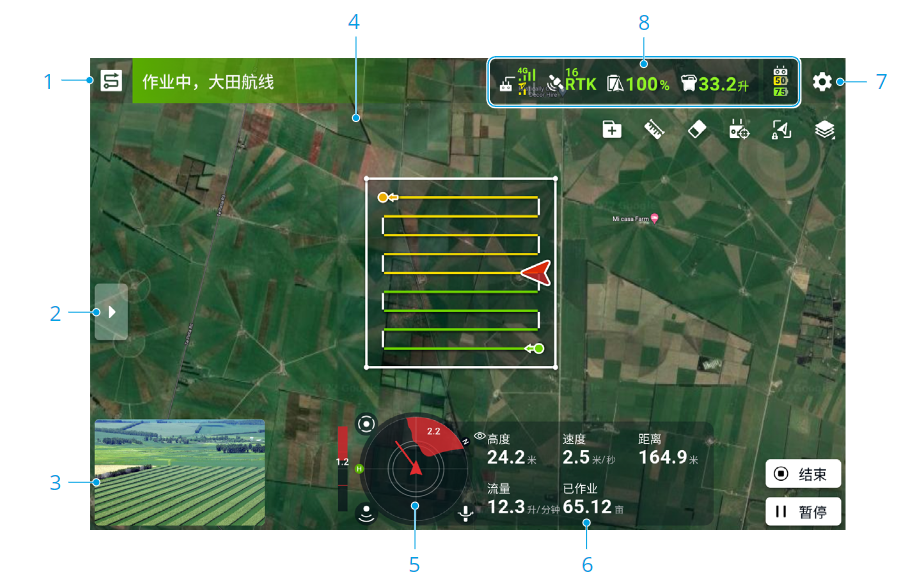 4
8
1
作业中，大田航线
4G
16
RTK
100%
33.2升
50
75
7
Mi casa Farm
2
3
1.2
H
2.2
N
高度
24.2米
速度
2.5米/秒
距离
164.9米
流量
12.3升/分钟
已作业
65.12亩
结束
暂停
5
6